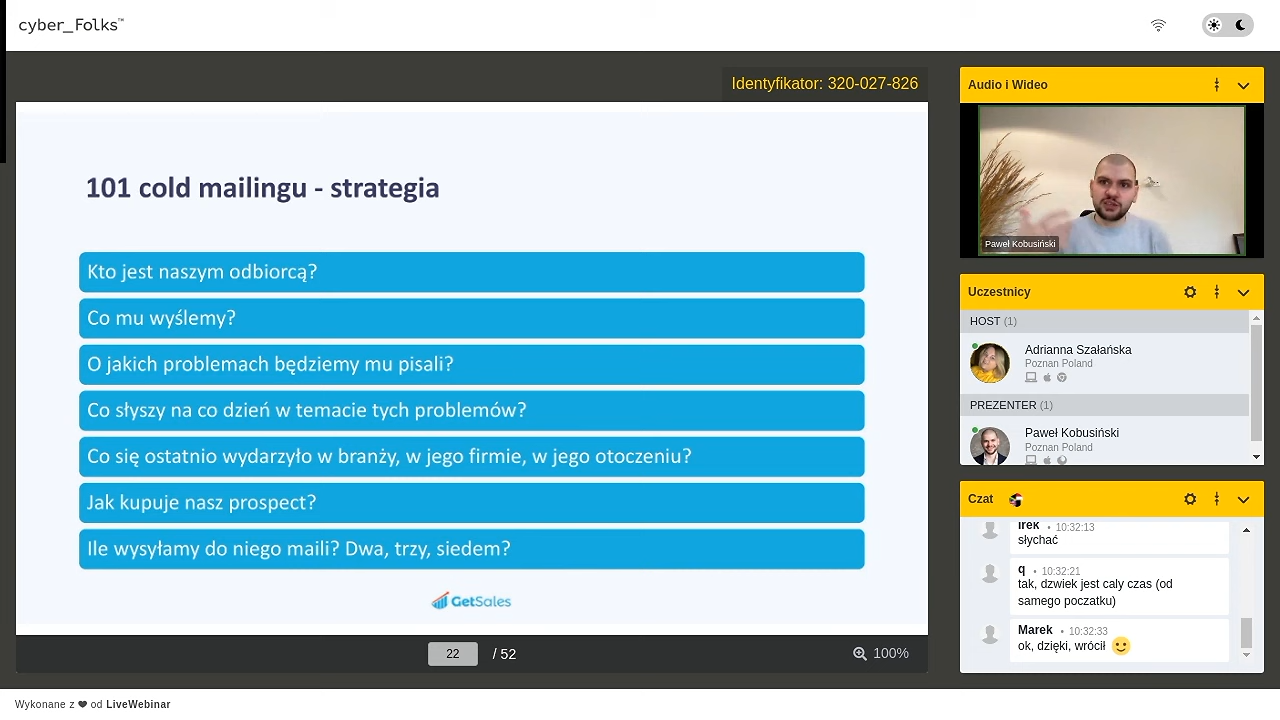 cyber_Folks™
Identyfikator: 320-027-826
101 cold mailingu - strategia
Kto jest naszym odbiorcą?
Co mu wyślemy?
O jakich problemach będziemy mu pisali?
Co słyszy na co dzień w temacie tych problemów?
Co się ostatnio wydarzyło w branży, w jego firmie, w jego otoczeniu?
Jak kupuje nasz prospect?
Ile wysyłamy do niego maili? Dwa, trzy, siedem?
GetSales
22 / 52
100%
Audio i Wideo
Paweł Kobusiński
Uczestnicy
HOST (1)
Adrianna Szałańska
Poznan Poland
PREZENTER (1)
Paweł Kobusiński
Poznan Poland
Czat
Irek • 10:32:13
słychać
q • 10:32:21
tak, dzwiek jest caly czas (od
samego poczatku)
Marek • 10:32:33
ok, dzięki, wrócił
Wykonane z ❤ od LiveWebinar